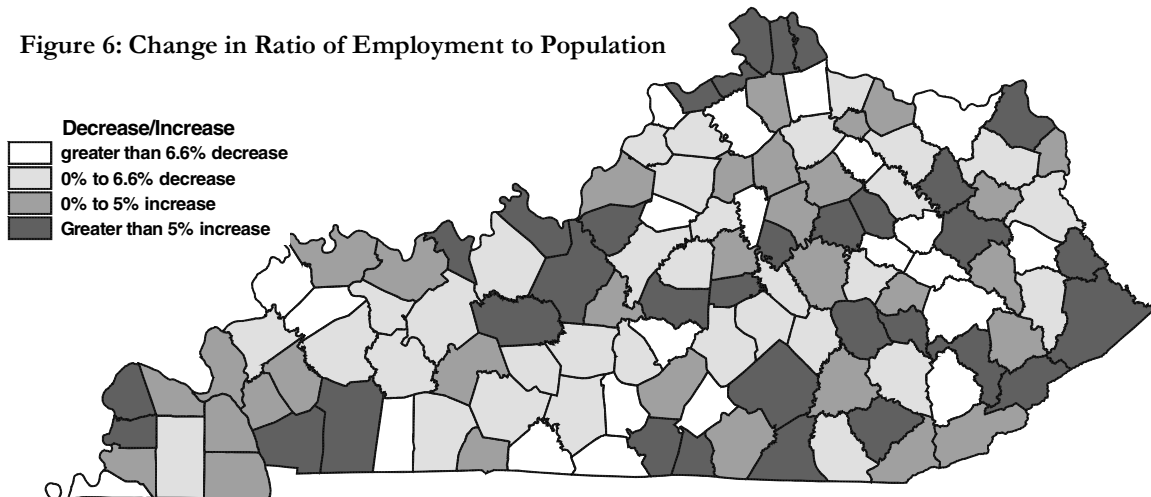 Figure 6: Change in Ratio of Employment to Population
Decrease/Increase
greater than 6.6% decrease
0% to 6.6% decrease
0% to 5% increase
Greater than 5% increase